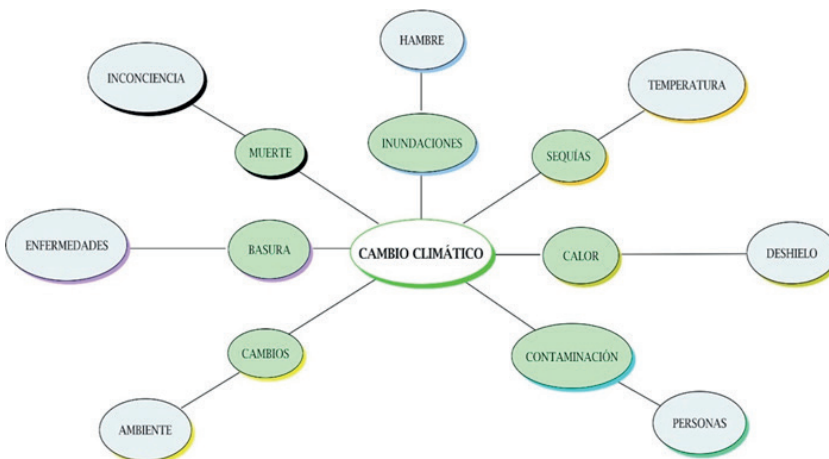 HAMBRE
INCONCIENCIA
TEMPERATURA
INUNDACIONES
MUERTE
SEQUÍAS
ENFERMEDADES
BASURA
CAMBIO CLIMÁTICO
CALOR
DESHIELO
CAMBIOS
CONTAMINACIÓN
AMBIENTE
PERSONAS